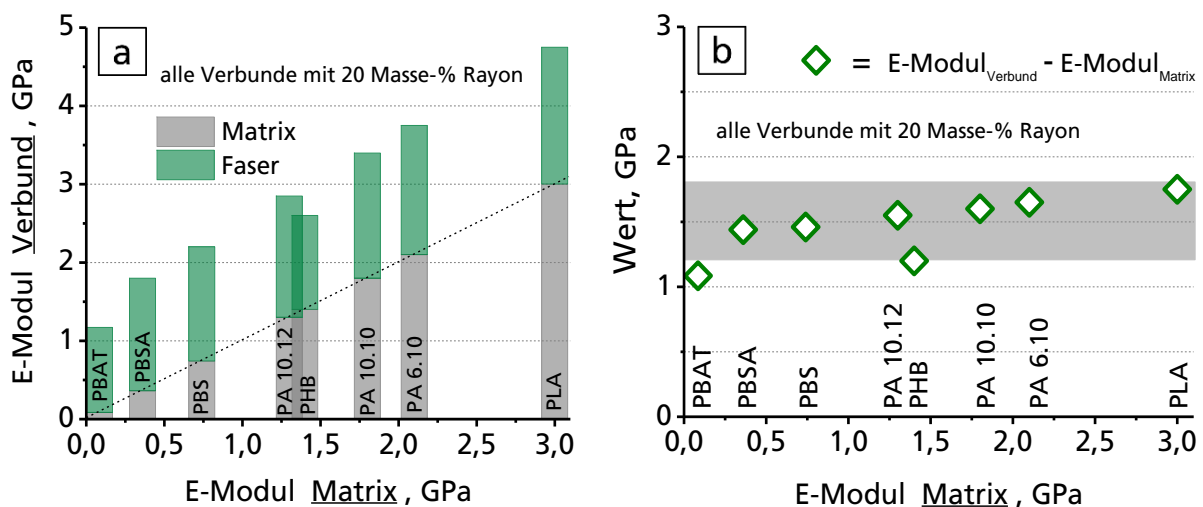 a
alle Verbunde mit 20 Masse-% Rayon
Matrix
Faser
E-Modul Verbund, GPa
5
4
3
2
1
0
PBAT
PBSA
PBS
PA 10.12
PHB
PA 10.10
PA 6.10
PLA
0,0 0,5 1,0 1,5 2,0 2,5 3,0
E-Modul Matrix, GPa
b
= E-Modul Verbund - E-Modul Matrix
alle Verbunde mit 20 Masse-% Rayon
Wert, GPa
3
2
1
0
PBAT
PBSA
PBS
PA 10.12
PHB
PA 10.10
PA 6.10
PLA
0,0 0,5 1,0 1,5 2,0 2,5 3,0
E-Modul Matrix, GPa